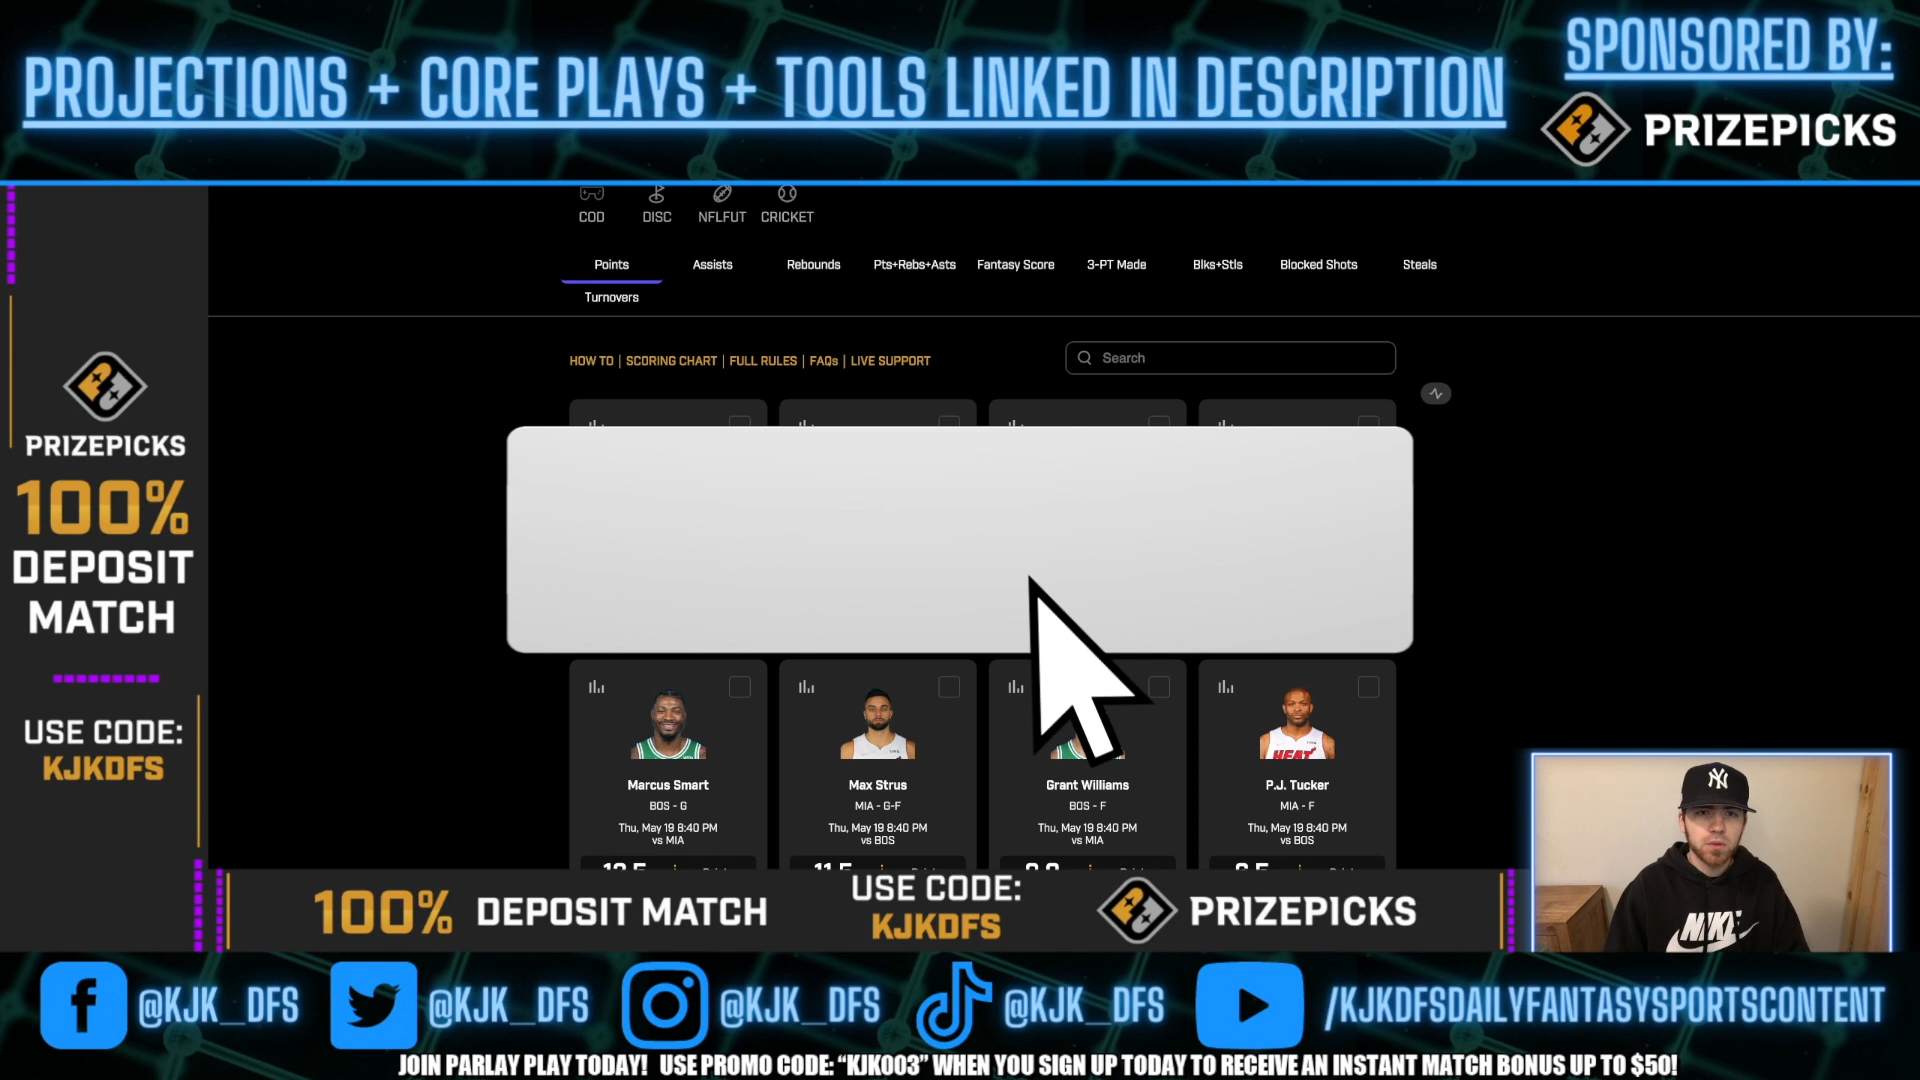 PROJECTIONS + CORE PLAYS + TOOLS LINKED IN DESCRIPTION
SPONSORED BY:
PRIZEPICKS
COD DISC NFLFUT CRICKET
Points Assists Rebounds Pts+Rebs+Asts Fantasy Score 3-PT Made Blks+Stls Blocked Shots Steals
Turnovers
HOW TO | SCORING CHART | FULL RULES | FAQs | LIVE SUPPORT
Search
PRIZEPICKS
100%
DEPOSIT
MATCH
USE CODE:
KJKDFS
Marcus Smart
BOS - G
Thu, May 19 8:40 PM
vs MIA
Max Strus
MIA - G-F
Thu, May 19 8:40 PM
vs BOS
Grant Williams
BOS - F
Thu, May 19 8:40 PM
vs MIA
HEAT
P.J. Tucker
MIA - F
Thu, May 19 8:40 PM
vs BOS
100% DEPOSIT MATCH
USE CODE:
KJKDFS
PRIZEPICKS
NY
NIKE
@KJK_DFS
@KJK_DFS
@KJK_DFS
@KJK_DFS
/KJKDFSDAILYFANTASYSPORTSCONTENT
JOIN PARLAY PLAY TODAY! USE PROMO CODE: “KJK003” WHEN YOU SIGN UP TODAY TO RECEIVE AN INSTANT MATCH BONUS UP TO $50!